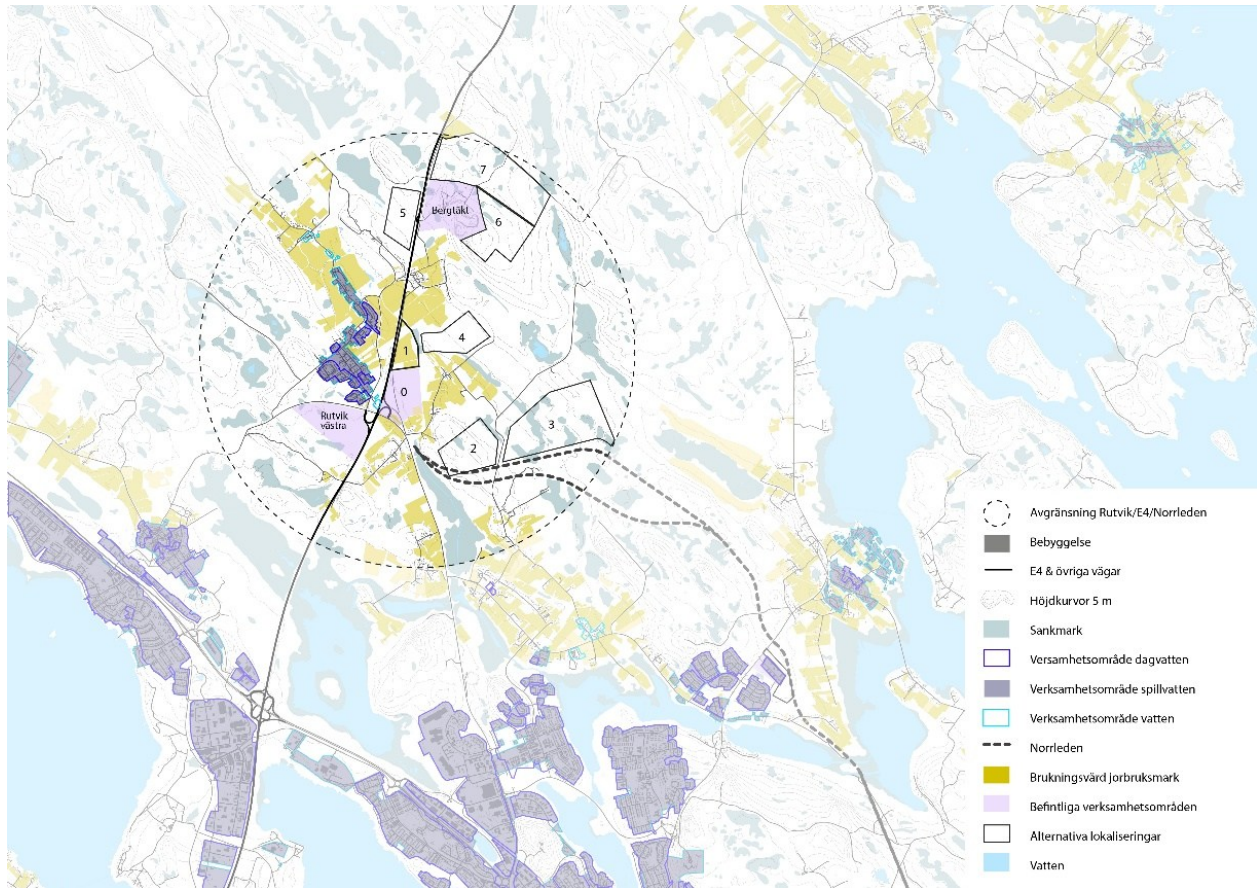 7
5
Bergtäkt
6
4
1
0
Rutvik
västra
3
2
Avgränsning Rutvik/E4/Norrleden
Bebyggelse
E4 & övriga vägar
Höjdkurvor 5 m
Sankmark
Versamhetsområde dagvatten
Verksamhetsområde spillvatten
Verksamhetsområde vatten
Norrleden
Brukningsvärd jorbruksmark
Befintliga verksamhetsområden
Alternativa lokaliseringar
Vatten